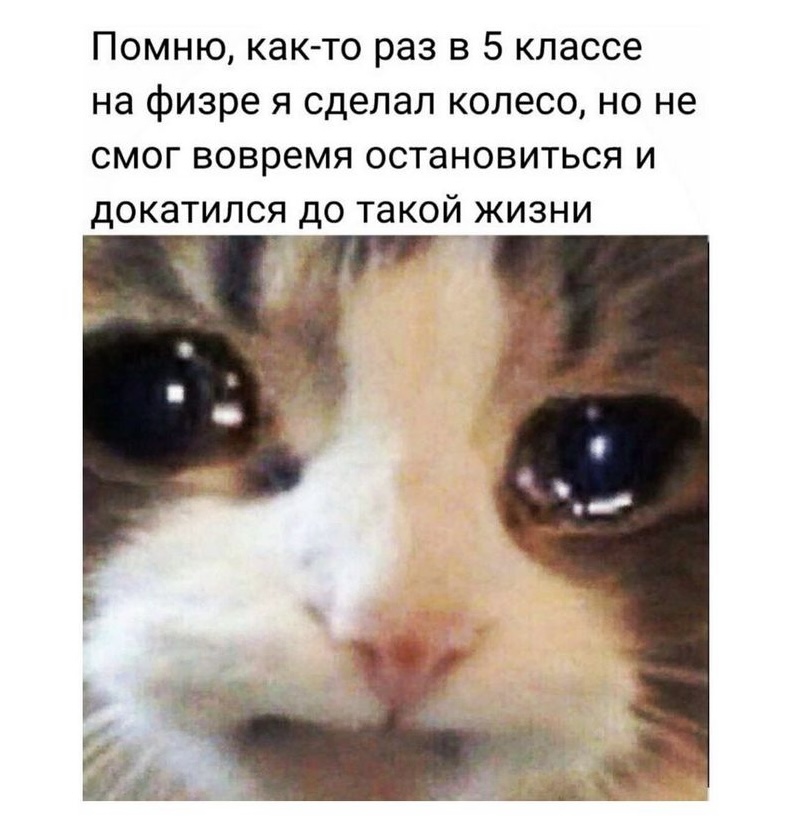 Помню, как-то раз в 5 классе
на физре я сделал колесо, но не
смог вовремя остановиться и
докатился до такой жизни